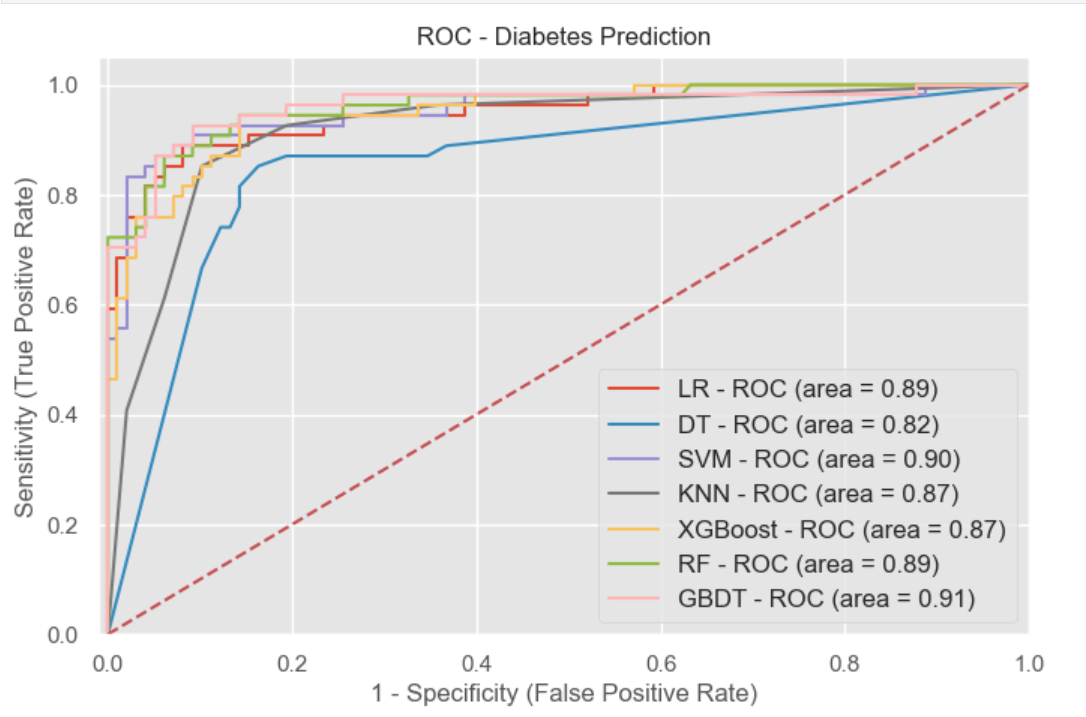 ROC - Diabetes Prediction
1.0
0.8
0.6
0.4
0.2
0.0
Sensitivity (True Positive Rate)
LR - ROC (area = 0.89)
DT - ROC (area = 0.82)
SVM - ROC (area = 0.90)
KNN - ROC (area = 0.87)
XGBoost - ROC (area = 0.87)
RF - ROC (area = 0.89)
GBDT - ROC (area = 0.91)
0.0 0.2 0.4 0.6 0.8 1.0
1 - Specificity (False Positive Rate)